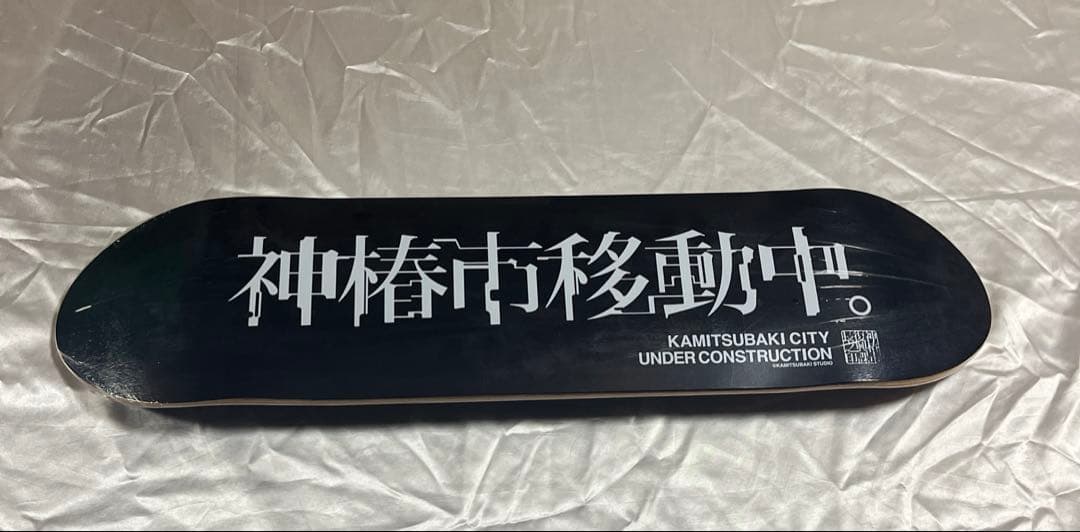 神椿市移動中。
KAMITSUBAKI CITY
UNDER CONSTRUCTION
©KAMITSUBAKI STUDIO